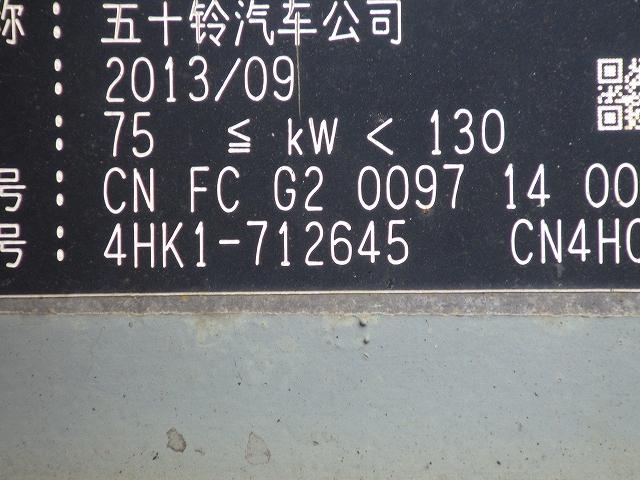 称 : 五十铃汽车公司
: 2013/09
: 75 ≦ kW < 130
号 : CN FC G2 0097 14 00
号 : 4HK1-712645 CN4HC